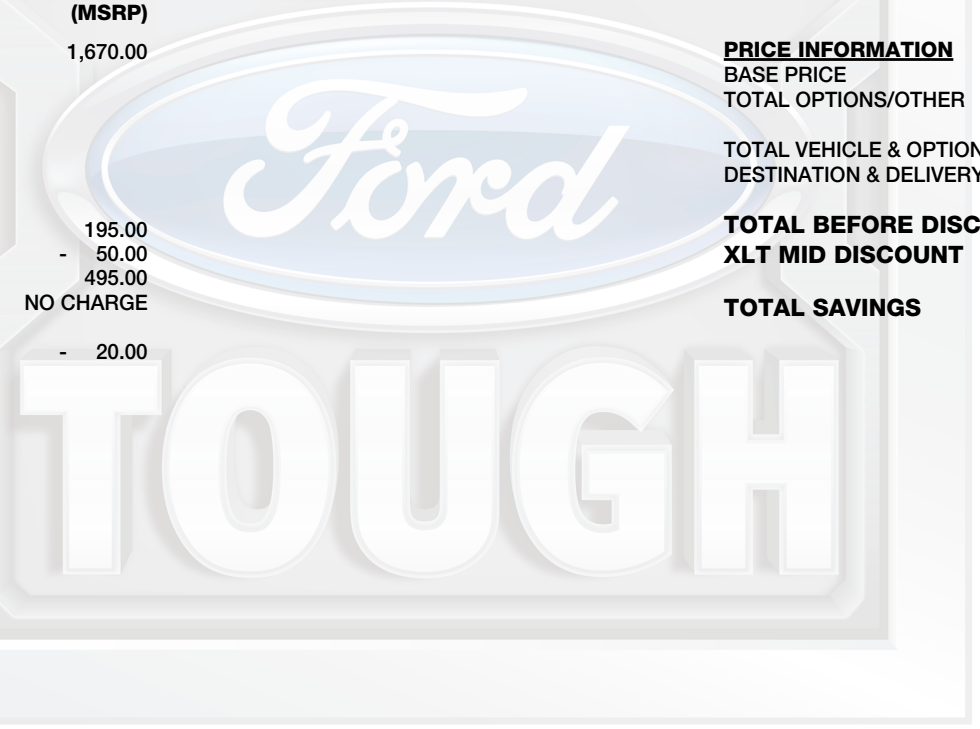 (MSRP)
1,670.00
195.00
- 50.00
495.00
NO CHARGE
- 20.00
PRICE INFORMATION
BASE PRICE
TOTAL OPTIONS/OTHER
TOTAL VEHICLE & OPTION
DESTINATION & DELIVERY
TOTAL BEFORE DISC
XLT MID DISCOUNT
TOTAL SAVINGS
Ford
TOUGH